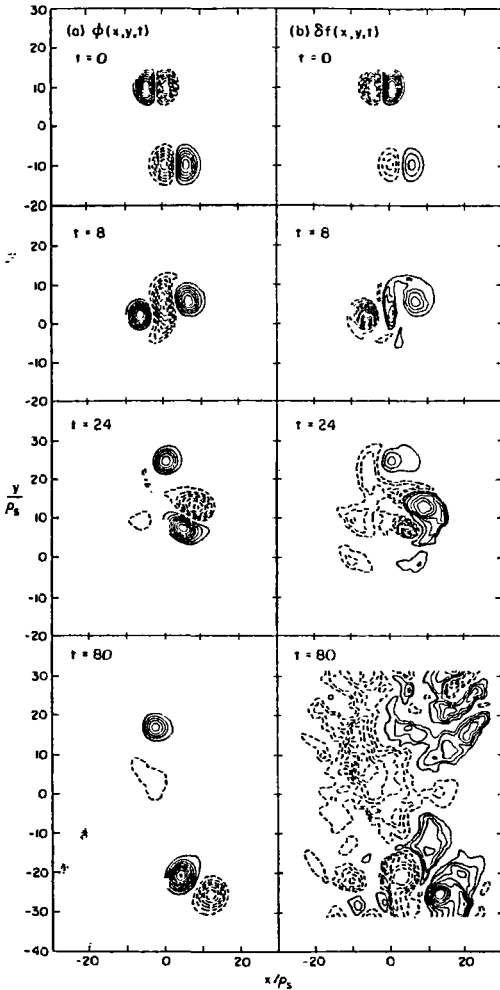 (a) ϕ(x,y,t)
(b) δf(x,y,t)
t = 0
t = 0
30
20
10
0
-10
-20
t = 8
t = 8
20
10
0
-10
-20
t = 24
t = 24
30
20
10
0
-10
-20
y/ρs
t = 80
t = 80
30
20
10
0
-10
-20
-30
-40
-20
0
20
-20
0
20
x/ρs